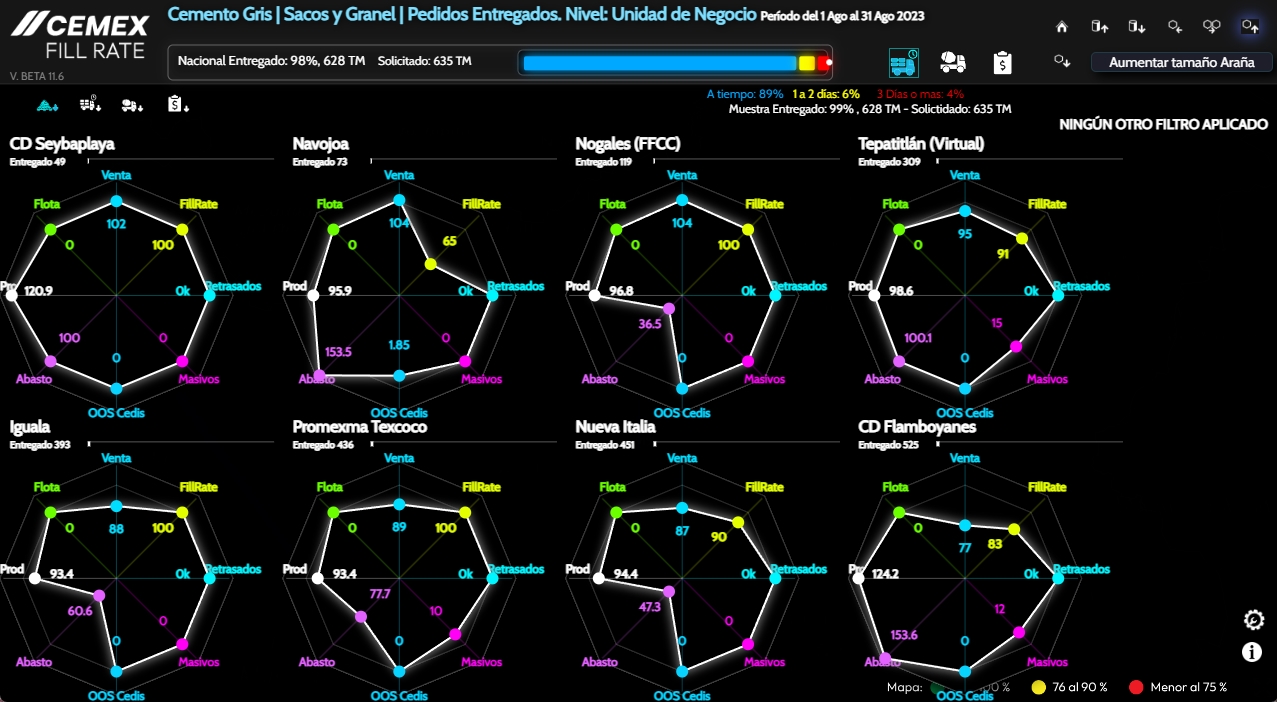 CEMEX
FILL RATE
V. BETA 11.6
Cemento Gris | Sacos y Granel | Pedidos Entregados. Nivel: Unidad de Negocio Período del 1 Ago al 31 Ago 2023
Nacional Entregado: 98%, 628 TM Solicitado: 635 TM
Aumentar tamaño Araña
A tiempo: 89% 1 a 2 días: 6% 3 Días o mas: 4%
Muestra Entregado: 99% , 628 TM - Solictidado: 635 TM
NINGÚN OTRO FILTRO APLICADO
CD Seybaplaya
Entregado 49
Venta
Flota
FillRate
102
0
100
Retrasados
0k
120.9
100
0
0
Abasto
Masivos
OOS Cedis
Navojoa
Entregado 73
Venta
Flota
FillRate
104
0
65
Retrasados
Prod
95.9
0k
153.5
1.85
0
Abasto
Masivos
OOS Cedis
Nogales (FFCC)
Entregado 119
Venta
Flota
FillRate
104
0
100
Retrasados
Prod
96.8
0k
36.5
0
0
Abasto
Masivos
OOS Cedis
Tepatitlán (Virtual)
Entregado 309
Venta
Flota
FillRate
95
0
91
Retrasados
Prod
98.6
0k
100.1
15
0
Abasto
Masivos
OOS Cedis
Iguala
Entregado 393
Venta
Flota
FillRate
88
0
100
Retrasados
Prod
93.4
0k
60.6
0
0
Abasto
Masivos
OOS Cedis
Promexma Texcoco
Entregado 436
Venta
Flota
FillRate
89
0
100
Retrasados
Prod
93.4
0k
77.7
10
0
Abasto
Masivos
OOS Cedis
Nueva Italia
Entregado 451
Venta
Flota
FillRate
87
0
90
Retrasados
Prod
94.4
0k
47.3
0
0
Abasto
Masivos
OOS Cedis
CD Flamboyanes
Entregado 525
Venta
Flota
FillRate
77
0
83
Retrasados
124.2
0k
153.6
12
0
Abasto
Masivos
OOS Cedis
Mapa: 76 al 90 % Menor al 75 %